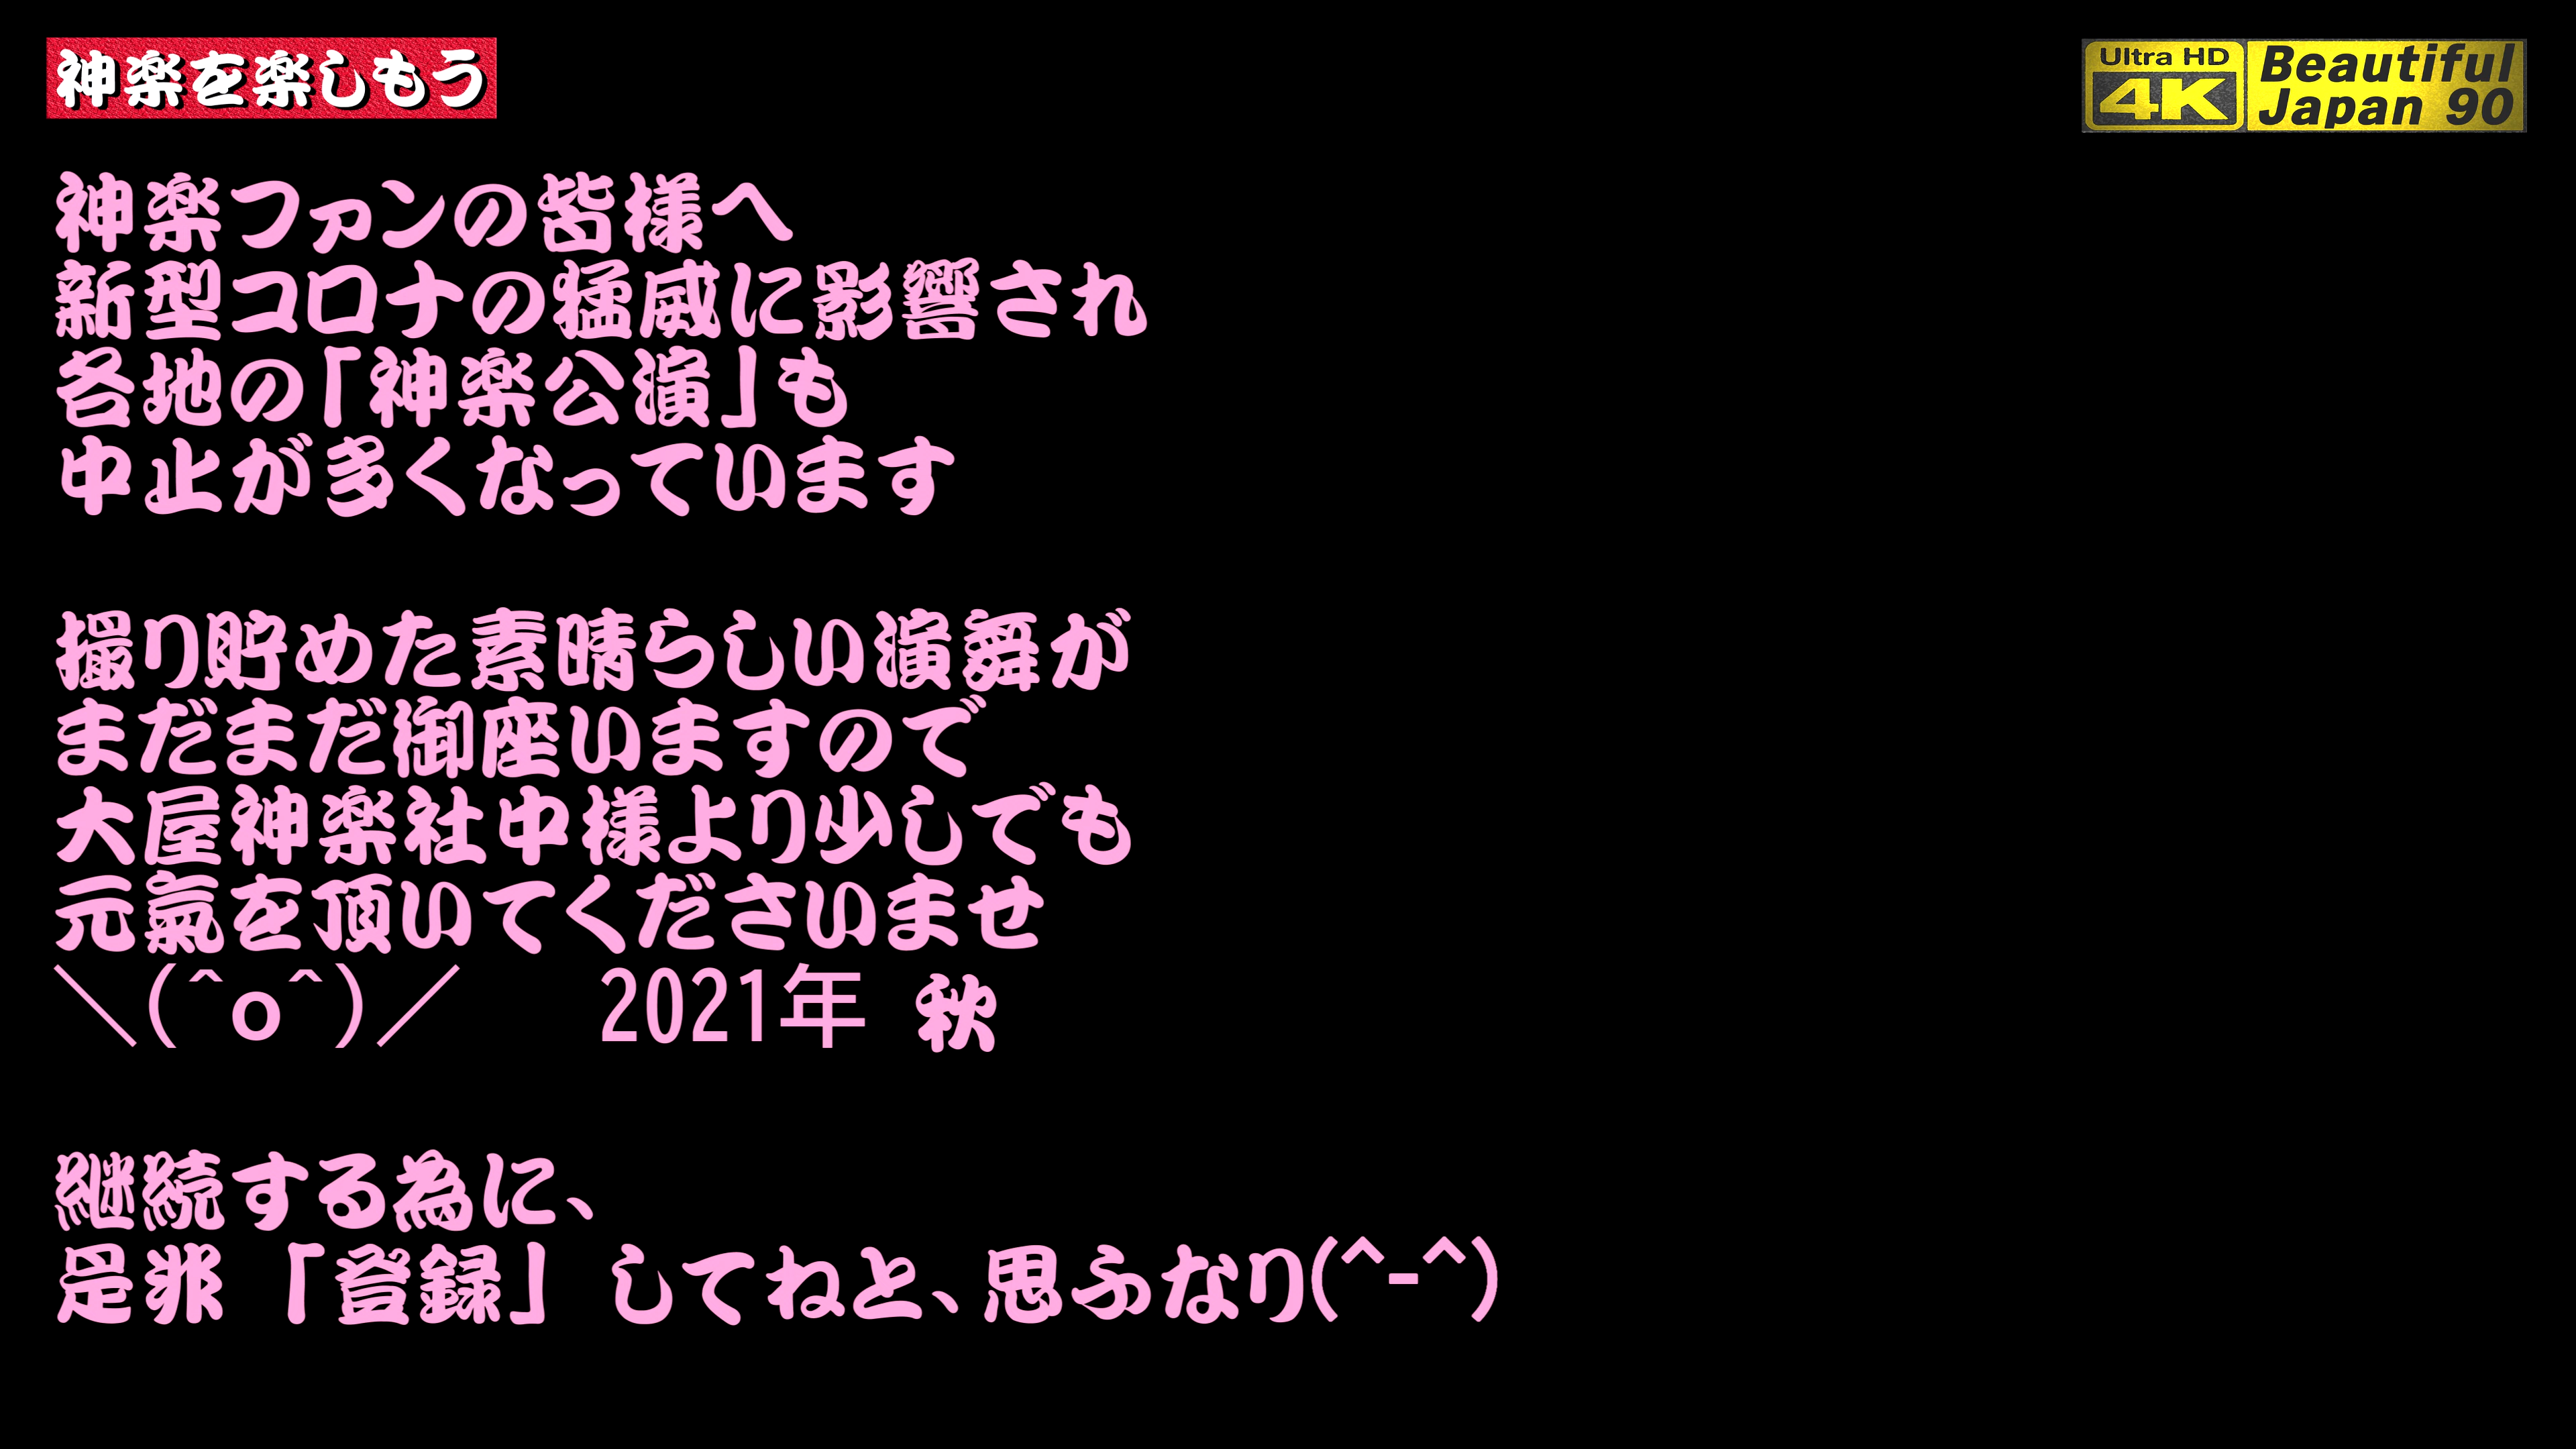 神楽を楽しもう
Ultra HD
4K
Beautiful
Japan 90
神楽ファンの皆様へ
新型コロナの猛威に影響され
各地の「神楽公演」も
中止が多くなっています
撮り貯めた素晴らしい演舞が
まだまだ御座いますので
大屋神楽社中様より少しでも
元氣を頂いてくださいませ
＼(^o^)／　2021年 秋
継続する為に、
是非「登録」してねと、思ふなり(^-^)